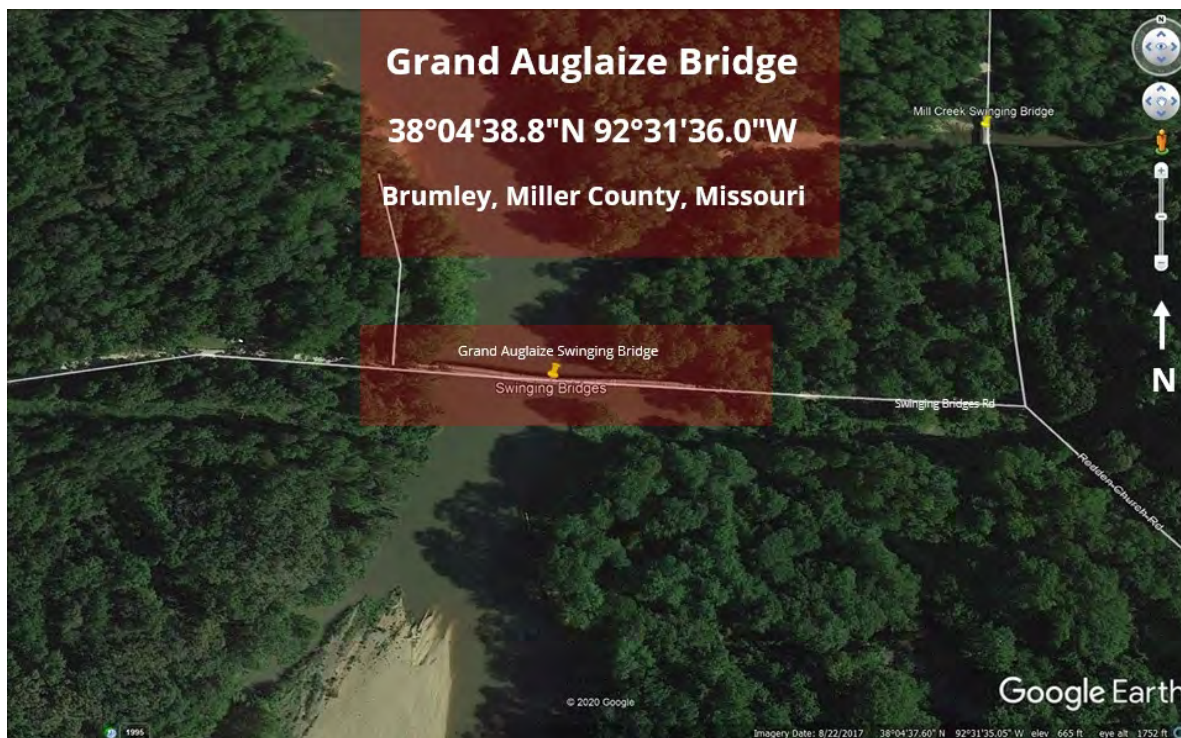 Grand Auglaize Bridge
38°04'38.8"N 92°31'36.0"W
Brumley, Miller County, Missouri
N
Mill Creek Swinging Bridge
Grand Auglaize Swinging Bridge
Swinging Bridges
Swinging Bridges Rd
N
Redden Church Rd
Google Earth
© 2020 Google
1995
Imagery Date: 8/22/2017 38°04'37.60" N 92°31'35.05" W elev 665 ft eye alt 1752 ft